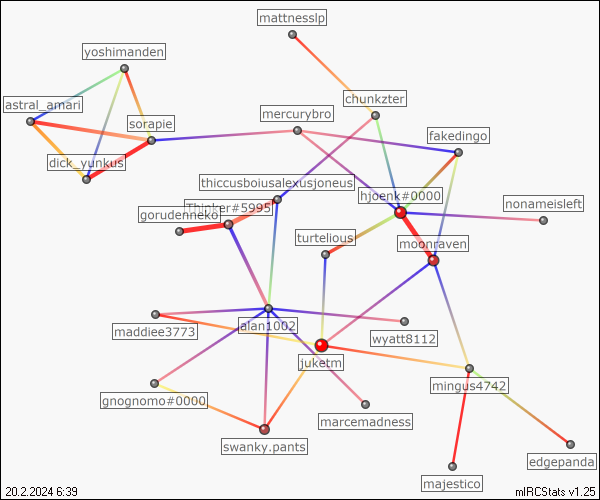 mattnesslp
yoshimanden
chunkzter
astral_amari
mercurybro
sorapie
fakedingo
dick_yunkus
thiccusboiusalexusjoneus
hjoenk#0000
Thinker#5995
nonameisleft
gorudenneko
turtelious
moonraven
alan1002
maddiee3773
wyatt8112
juketm
mingus4742
gnognomo#0000
marcemadness
swanky.pants
edgepanda
majestico
20.2.2024 6:39
mIRCStats v1.25